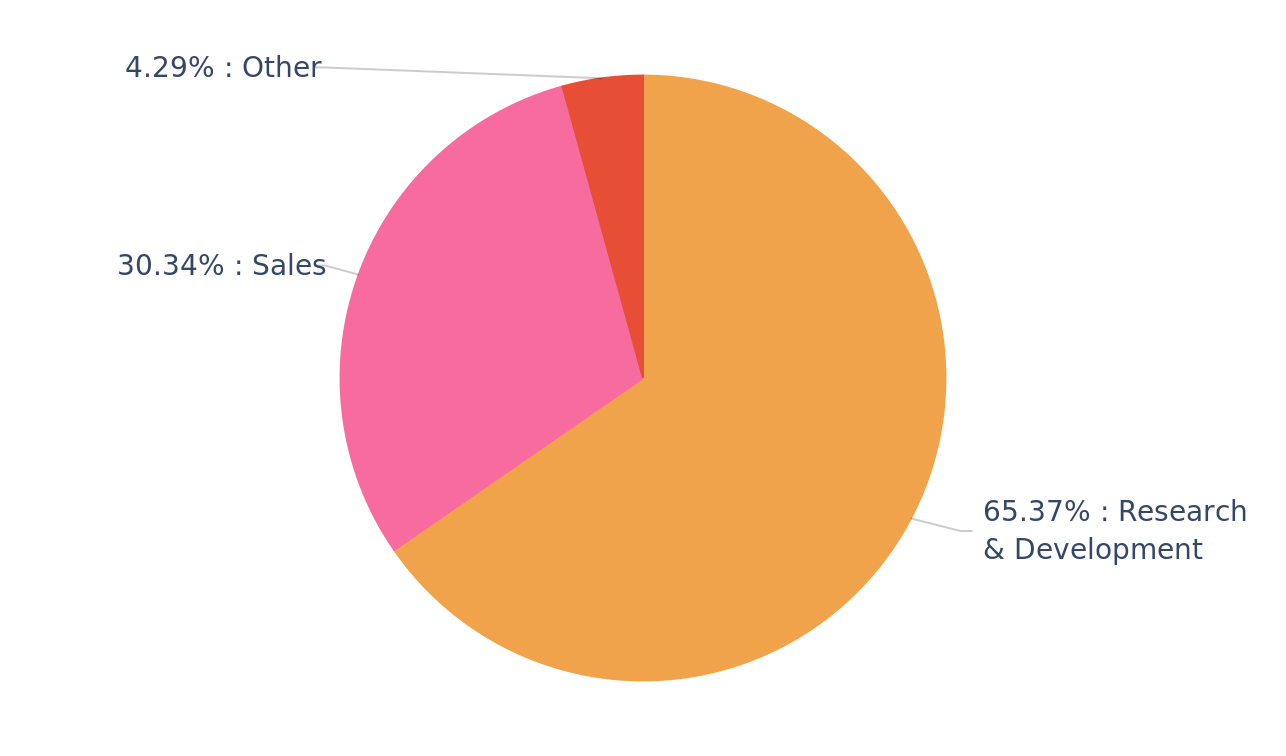 4.29% : Other
30.34% : Sales
65.37% : Research
& Development